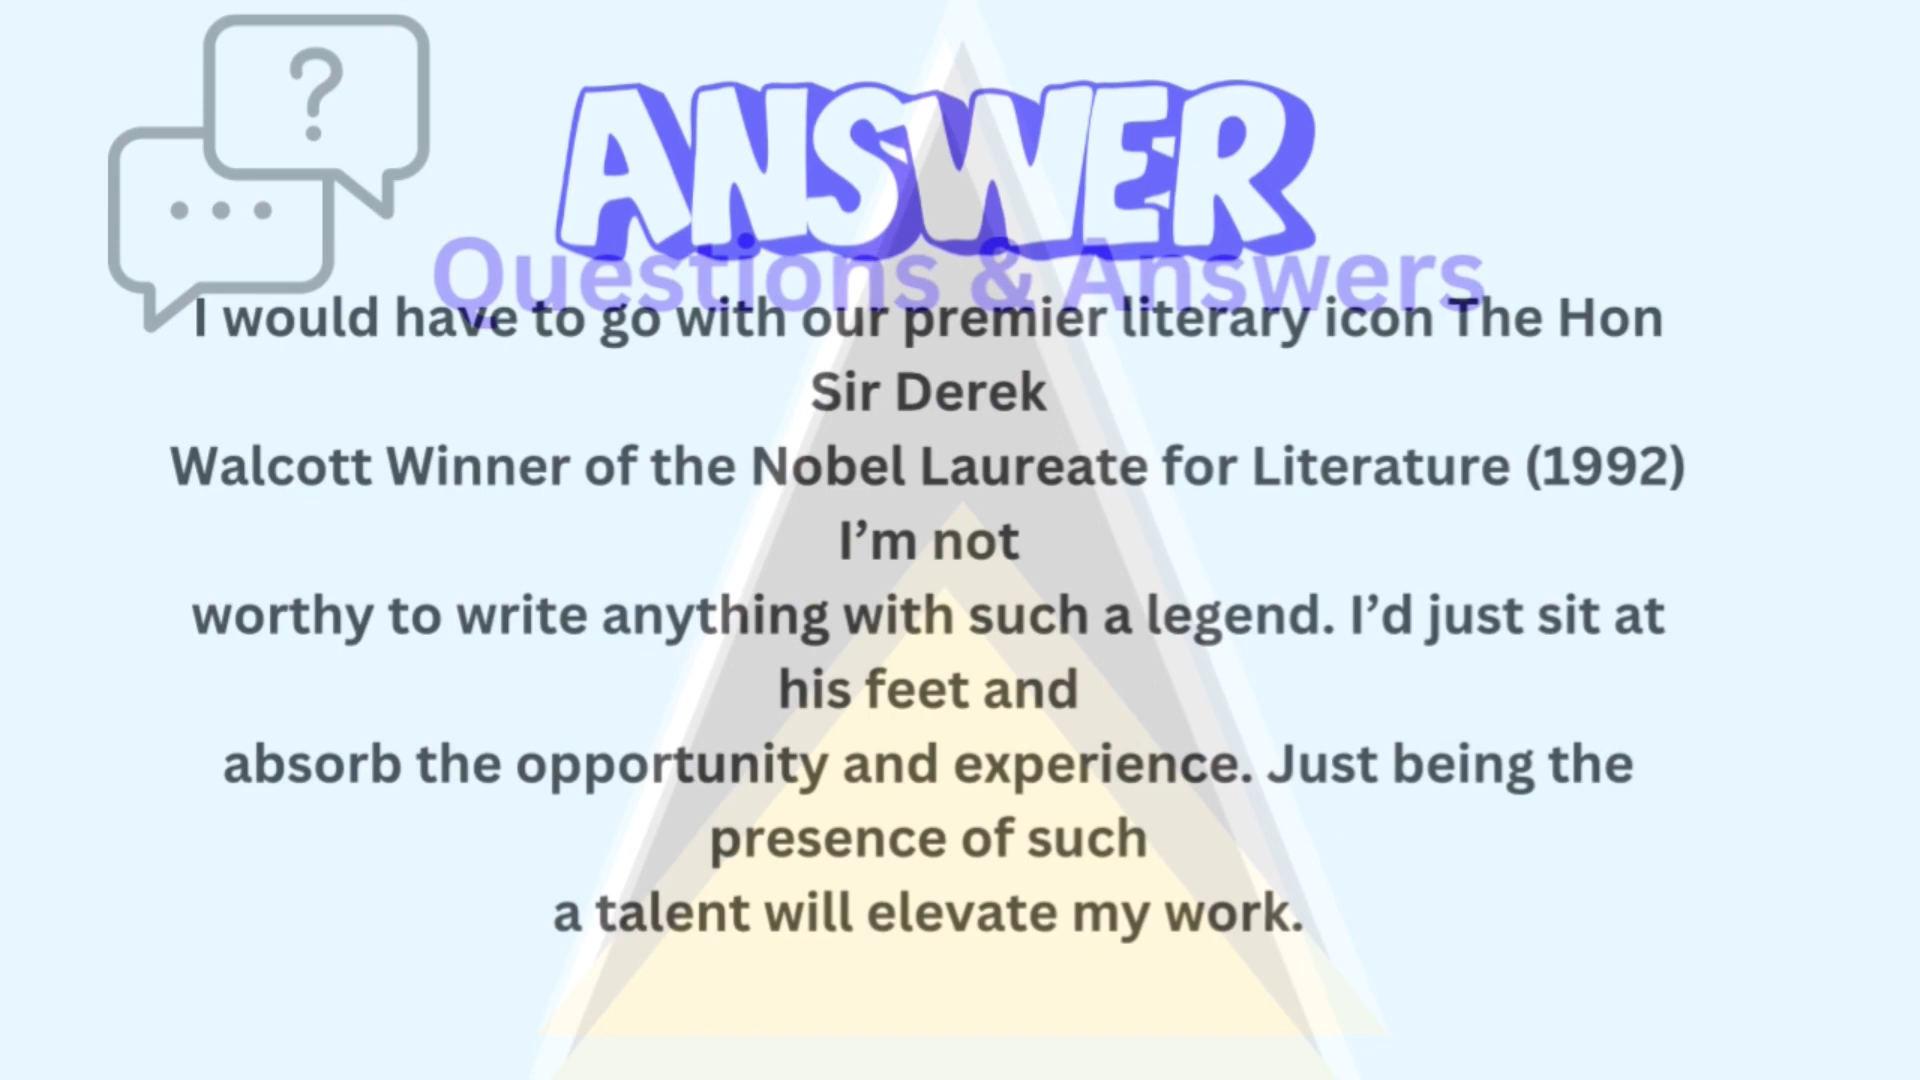 ANSWER
Questions & Answers
I would have to go with our premier literary icon The Hon
Sir Derek
Walcott Winner of the Nobel Laureate for Literature (1992)
I’m not
worthy to write anything with such a legend. I’d just sit at
his feet and
absorb the opportunity and experience. Just being the
presence of such
a talent will elevate my work.